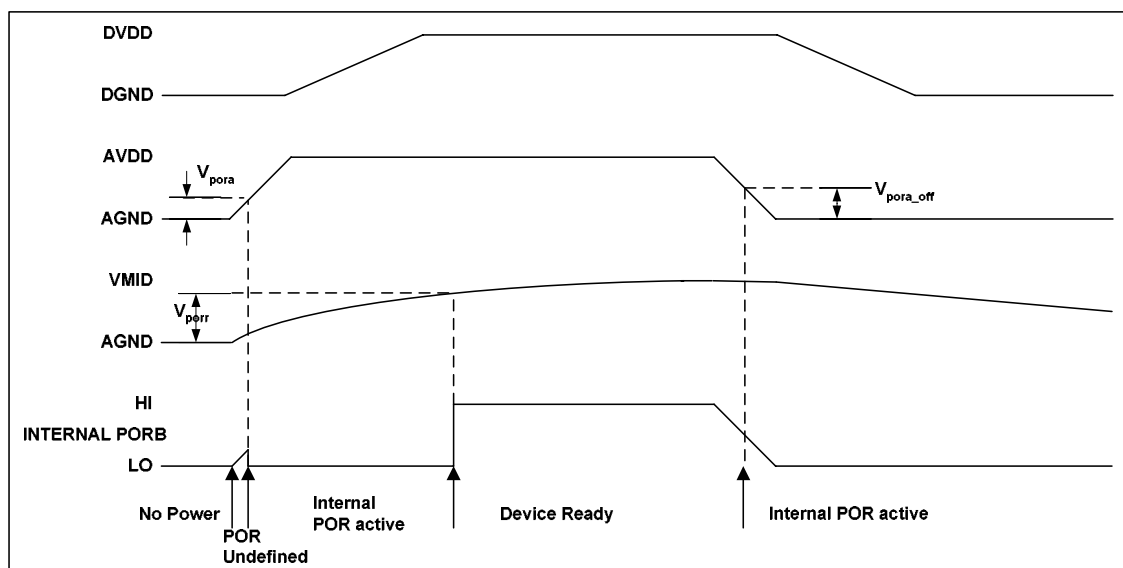 DVDD
DGND
AVDD
Vpora
Vpora_off
AGND
VMID
Vporr
AGND
HI
INTERNAL PORB
LO
No Power
POR
Undefined
Internal
POR active
Device Ready
Internal POR active